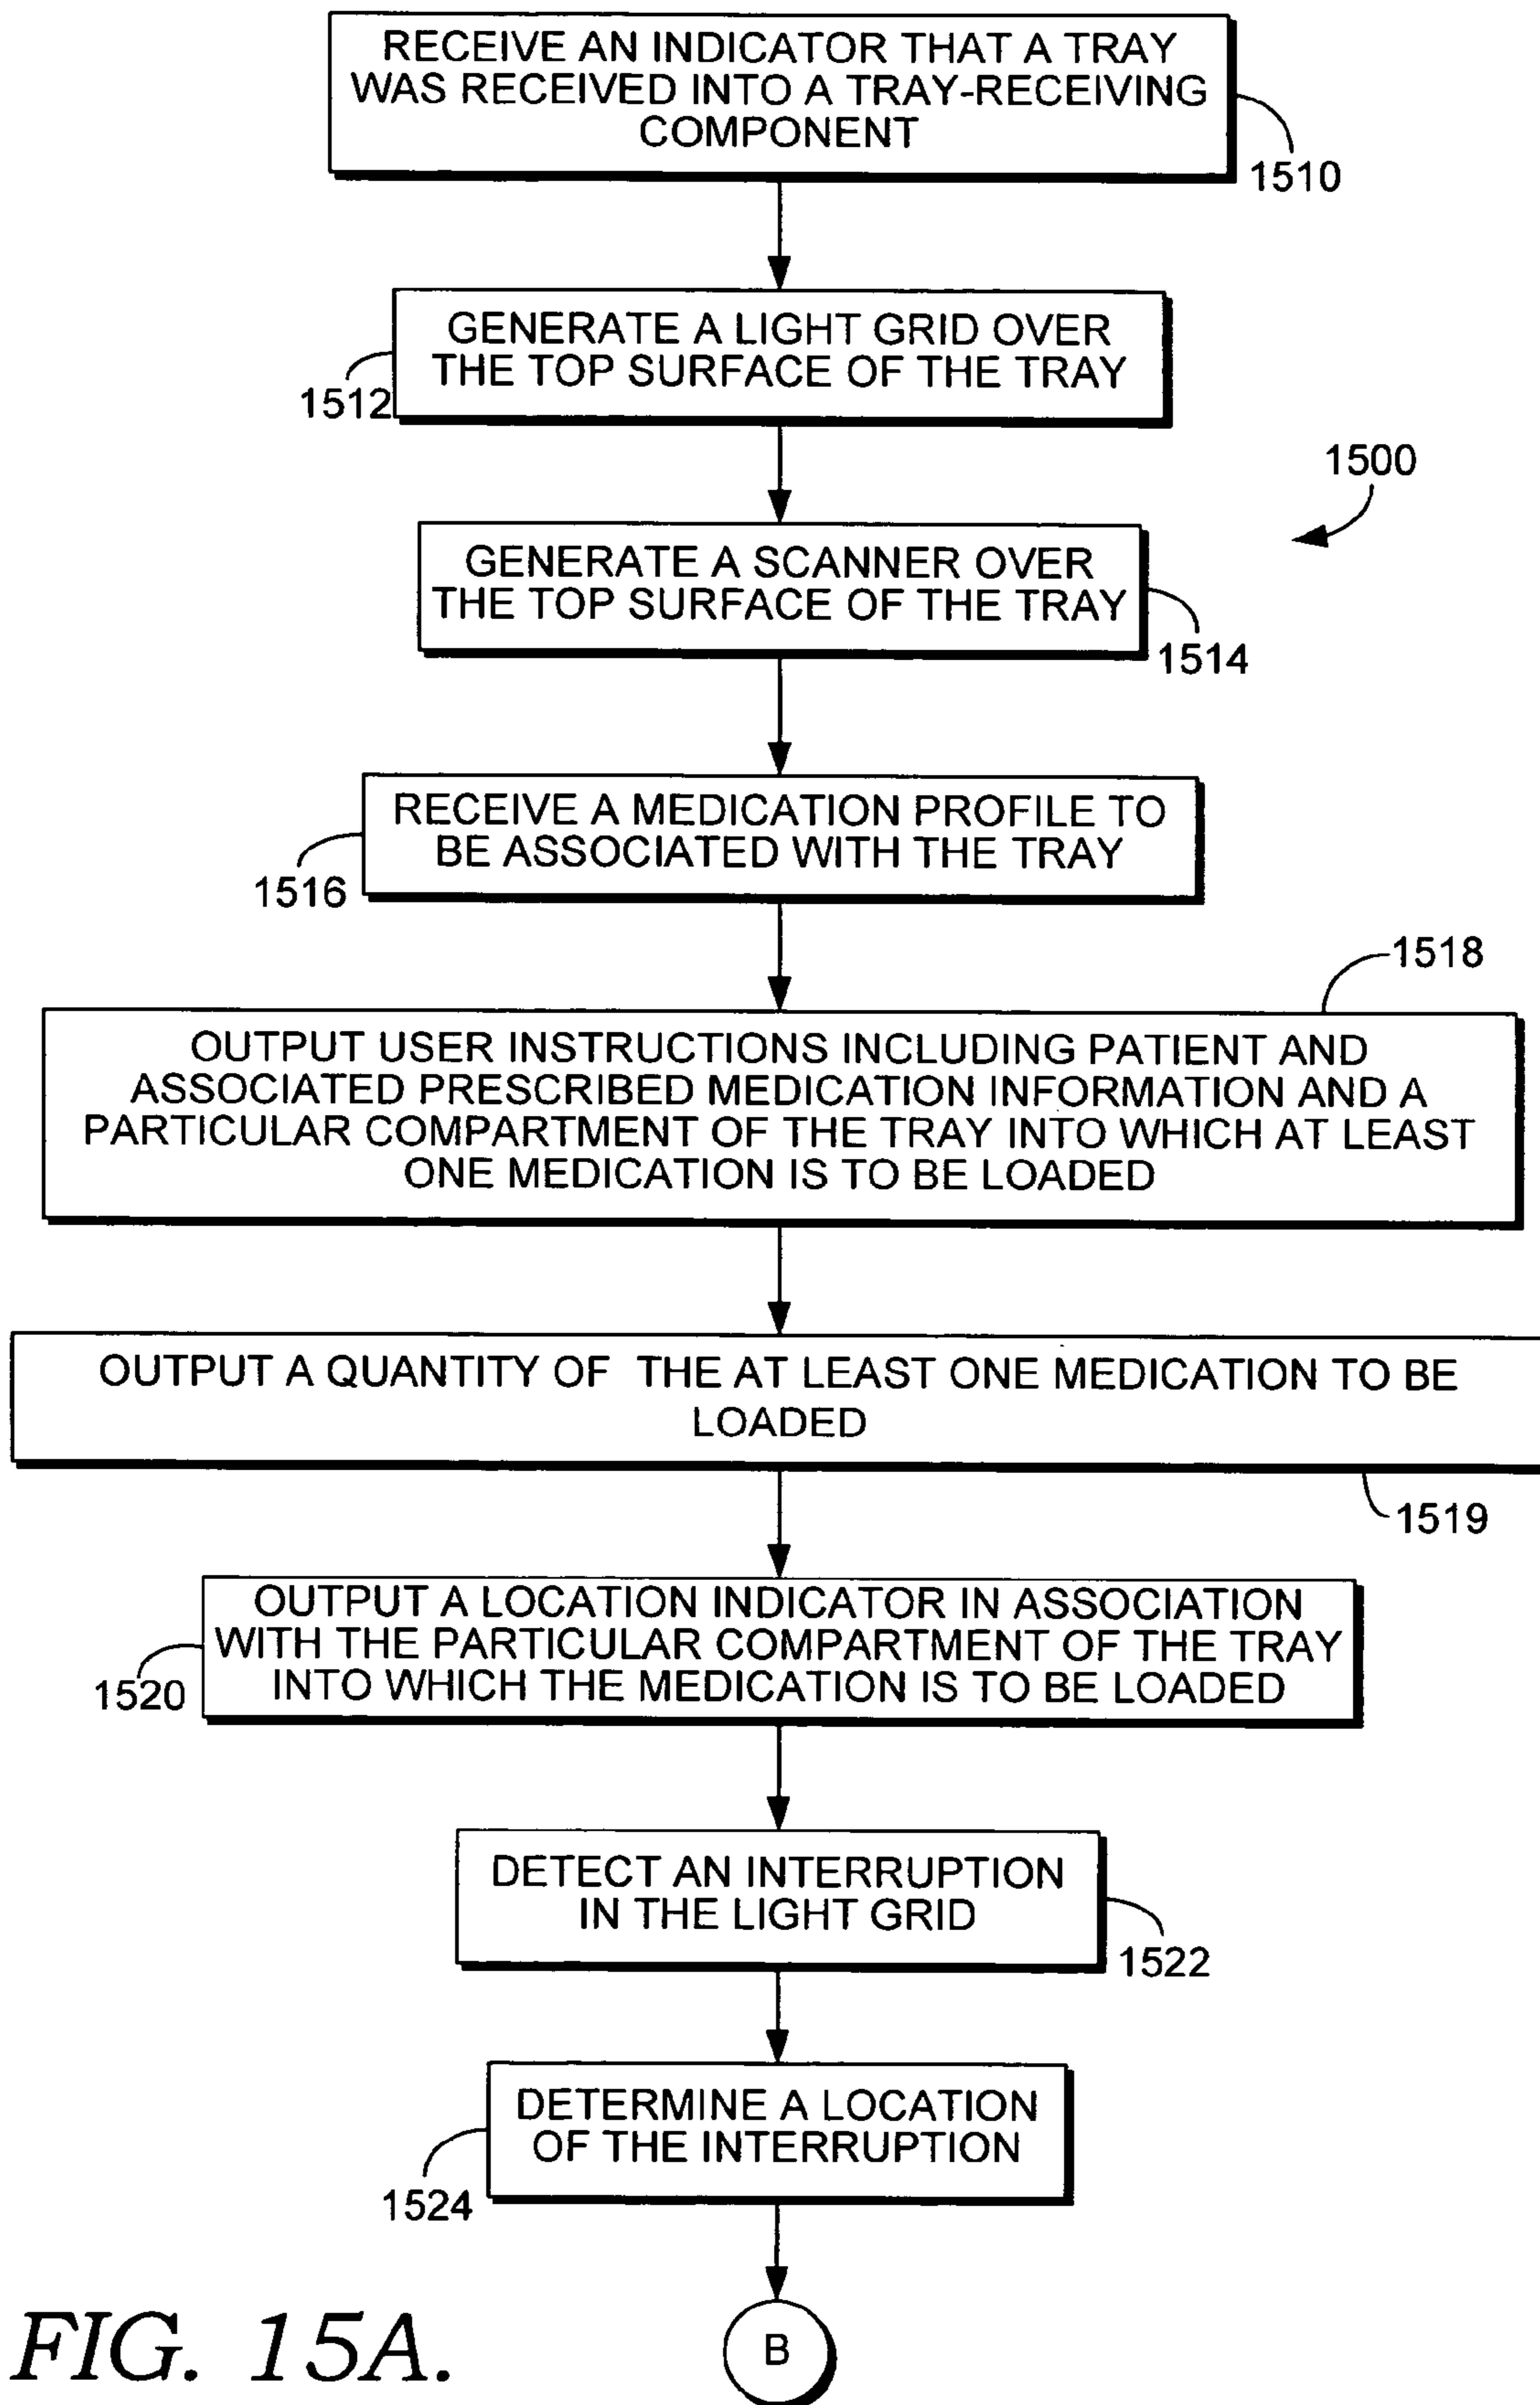 RECEIVE AN INDICATOR THAT A TRAY
WAS RECEIVED INTO A TRAY-RECEIVING
COMPONENT
1510
GENERATE A LIGHT GRID OVER
THE TOP SURFACE OF THE TRAY
1512
1500
GENERATE A SCANNER OVER
THE TOP SURFACE OF THE TRAY
1514
RECEIVE A MEDICATION PROFILE TO
BE ASSOCIATED WITH THE TRAY
1516
1518
OUTPUT USER INSTRUCTIONS INCLUDING PATIENT AND
ASSOCIATED PRESCRIBED MEDICATION INFORMATION AND A
PARTICULAR COMPARTMENT OF THE TRAY INTO WHICH AT LEAST
ONE MEDICATION IS TO BE LOADED
OUTPUT A QUANTITY OF THE AT LEAST ONE MEDICATION TO BE
LOADED
1519
OUTPUT A LOCATION INDICATOR IN ASSOCIATION
WITH THE PARTICULAR COMPARTMENT OF THE TRAY
INTO WHICH THE MEDICATION IS TO BE LOADED
1520
DETECT AN INTERRUPTION
IN THE LIGHT GRID
1522
DETERMINE A LOCATION
OF THE INTERRUPTION
1524
B
FIG. 15A.